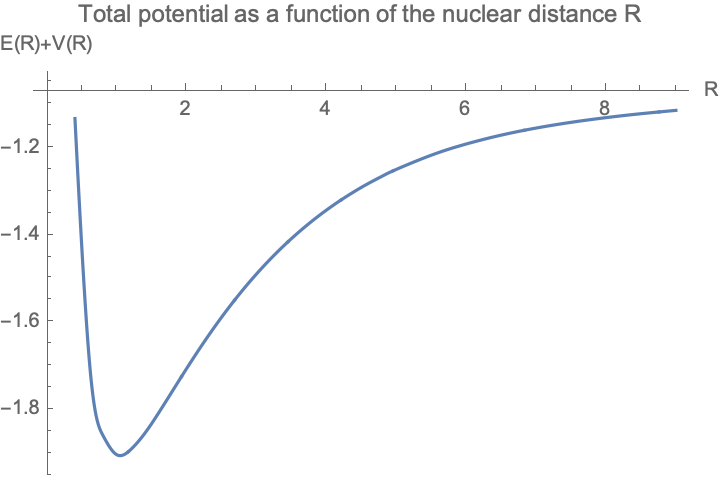 Total potential as a function of the nuclear distance R
E(R)+V(R)
R
2 4 6 8
−1.2
−1.4
−1.6
−1.8